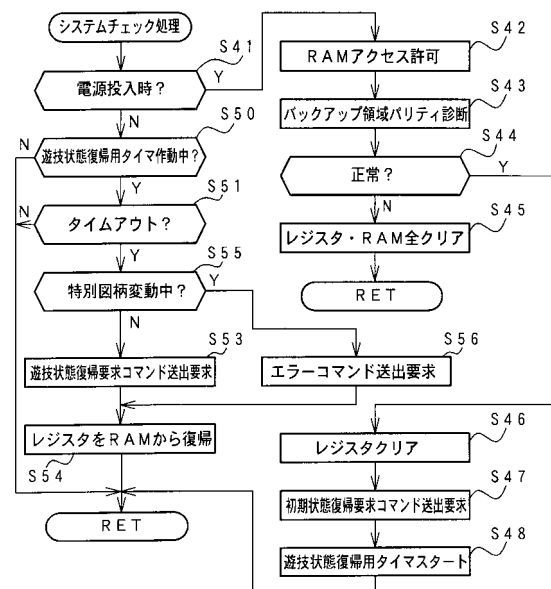 システムチェック処理
S41
電源投入時?
Y
N
S50
遊技状態復帰用タイマ作動中?
N
Y
S51
タイムアウト?
N
Y
S55
特別図柄変動中?
Y
N
S53
遊技状態復帰要求コマンド送出要求
S56
エラーコマンド送出要求
レジスタをRAMから復帰
S54
RET
S42
RAMアクセス許可
S43
バックアップ領域パリティ診断
S44
正常?
Y
N
S45
レジスタ・RAM全クリア
RET
S46
レジスタクリア
S47
初期状態復帰要求コマンド送出要求
S48
遊技状態復帰用タイマスタート